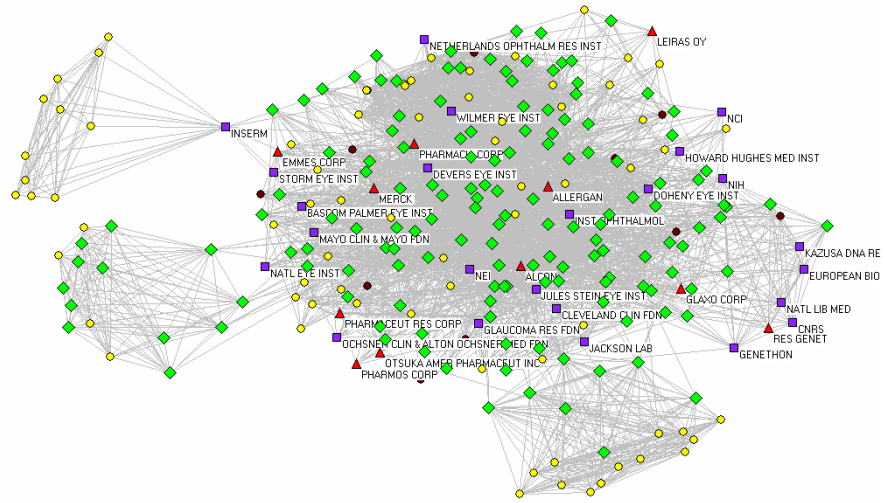 NETHERLANDS OPHTHALM RES INST
LEIRAS OY
WILMER EYE INST
NCI
INSERM
PHARMACIA CORP
EMMES CORP
HOWARD HUGHES MED INST
STORM EYE INST
DEVERS EYE INST
NIH
MERCK
ALLERGAN
DOHENY EYE INST
BASCOM PALMER EYE INST
INST OPHTHALMOL
MAYO CLIN & MAYO FDN
KAZUSA DNA RE
NATL EYE INST
NEI
ALCON
EUROPEAN BIO
JULES STEIN EYE INST
GLAXO CORP
NATL LIB MED
CLEVELAND CLIN FDN
PHARMACEUT RES CORP
GLAUCOMA RES FDN
CNRS
RES GENET
OCHSNER CLIN & ALTON OCHSNER MED FDN
JACKSON LAB
GENETHON
OTSUKA AMER PHARMACEUT INC
PHARMOS CORP